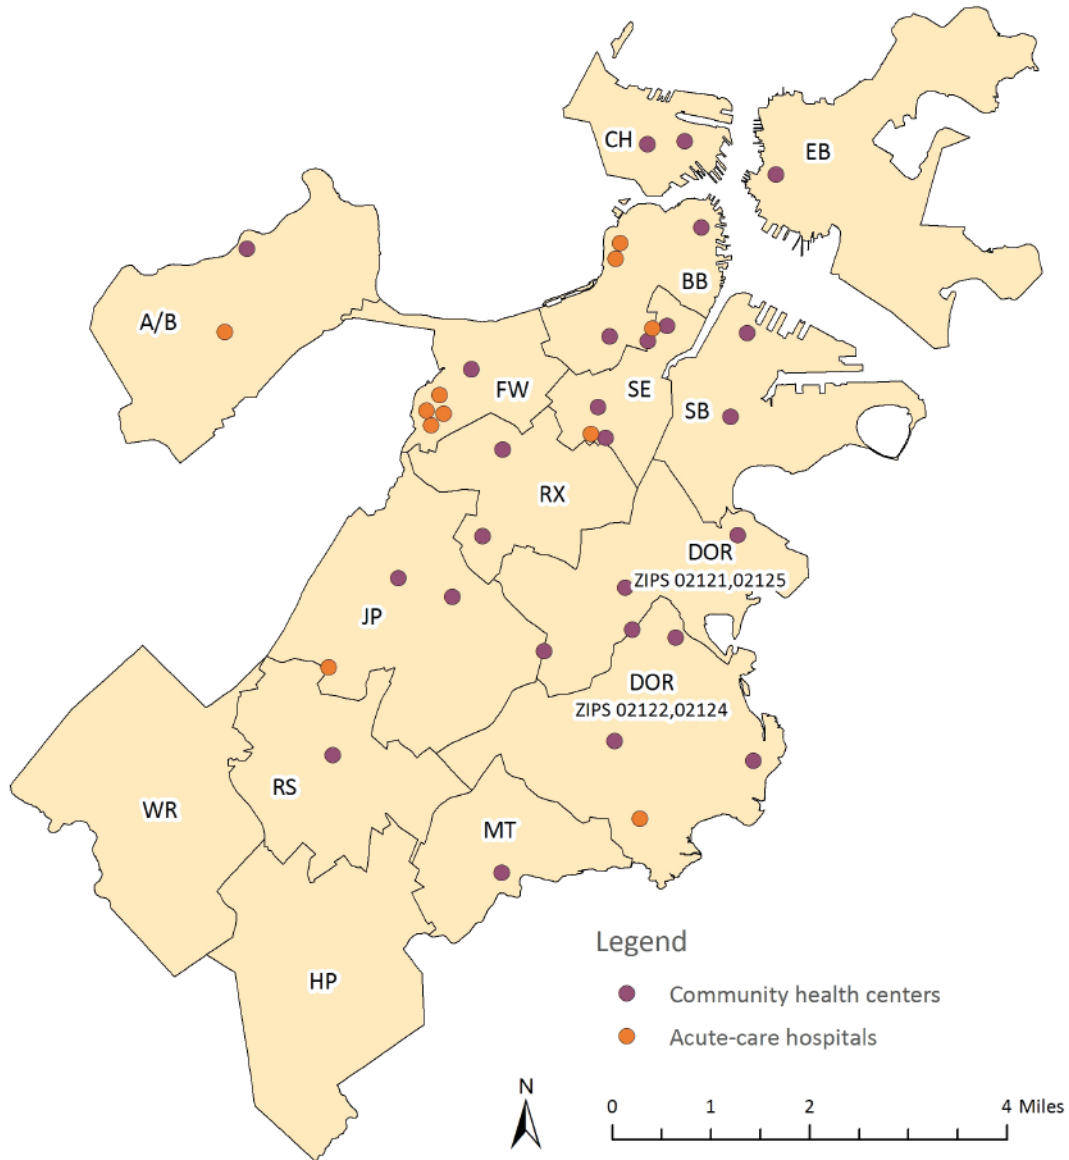 CH
EB
BB
A/B
FW
SE
SB
RX
DOR
ZIPS 02121,02125
JP
DOR
ZIPS 02122,02124
RS
WR
MT
HP
Legend
Community health centers
Acute-care hospitals
N
0 1 2 4 Miles